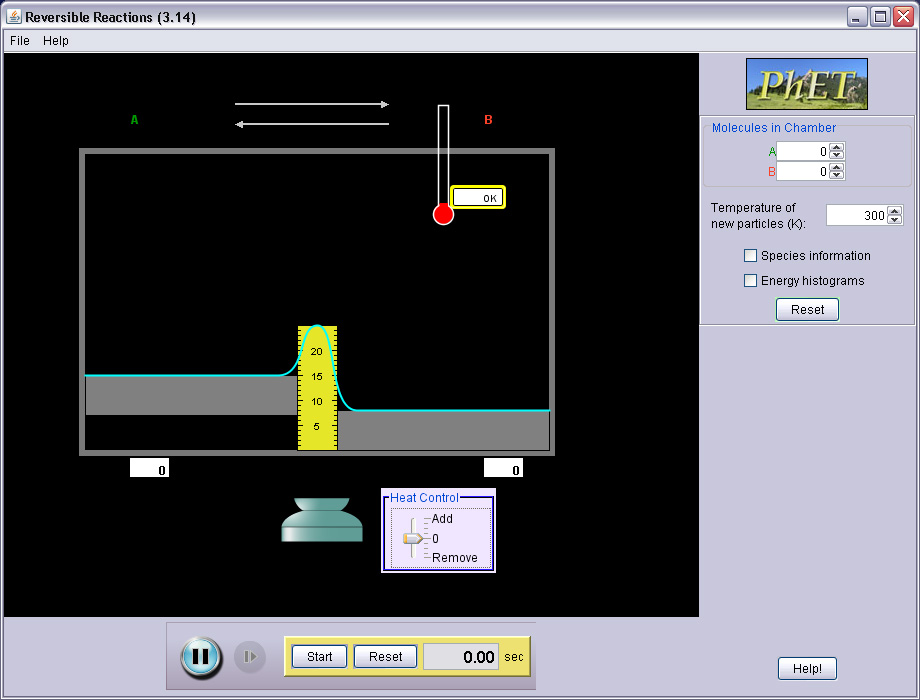 Reversible Reactions (3.14)
File Help
PhET
A B
Molecules in Chamber
A 0
B 0
0K
Temperature of
new particles (K): 300
Species information
Energy histograms
Reset
20
15
10
5
0 0
Heat Control
Add
0
Remove
Start Reset 0.00 sec
Help!